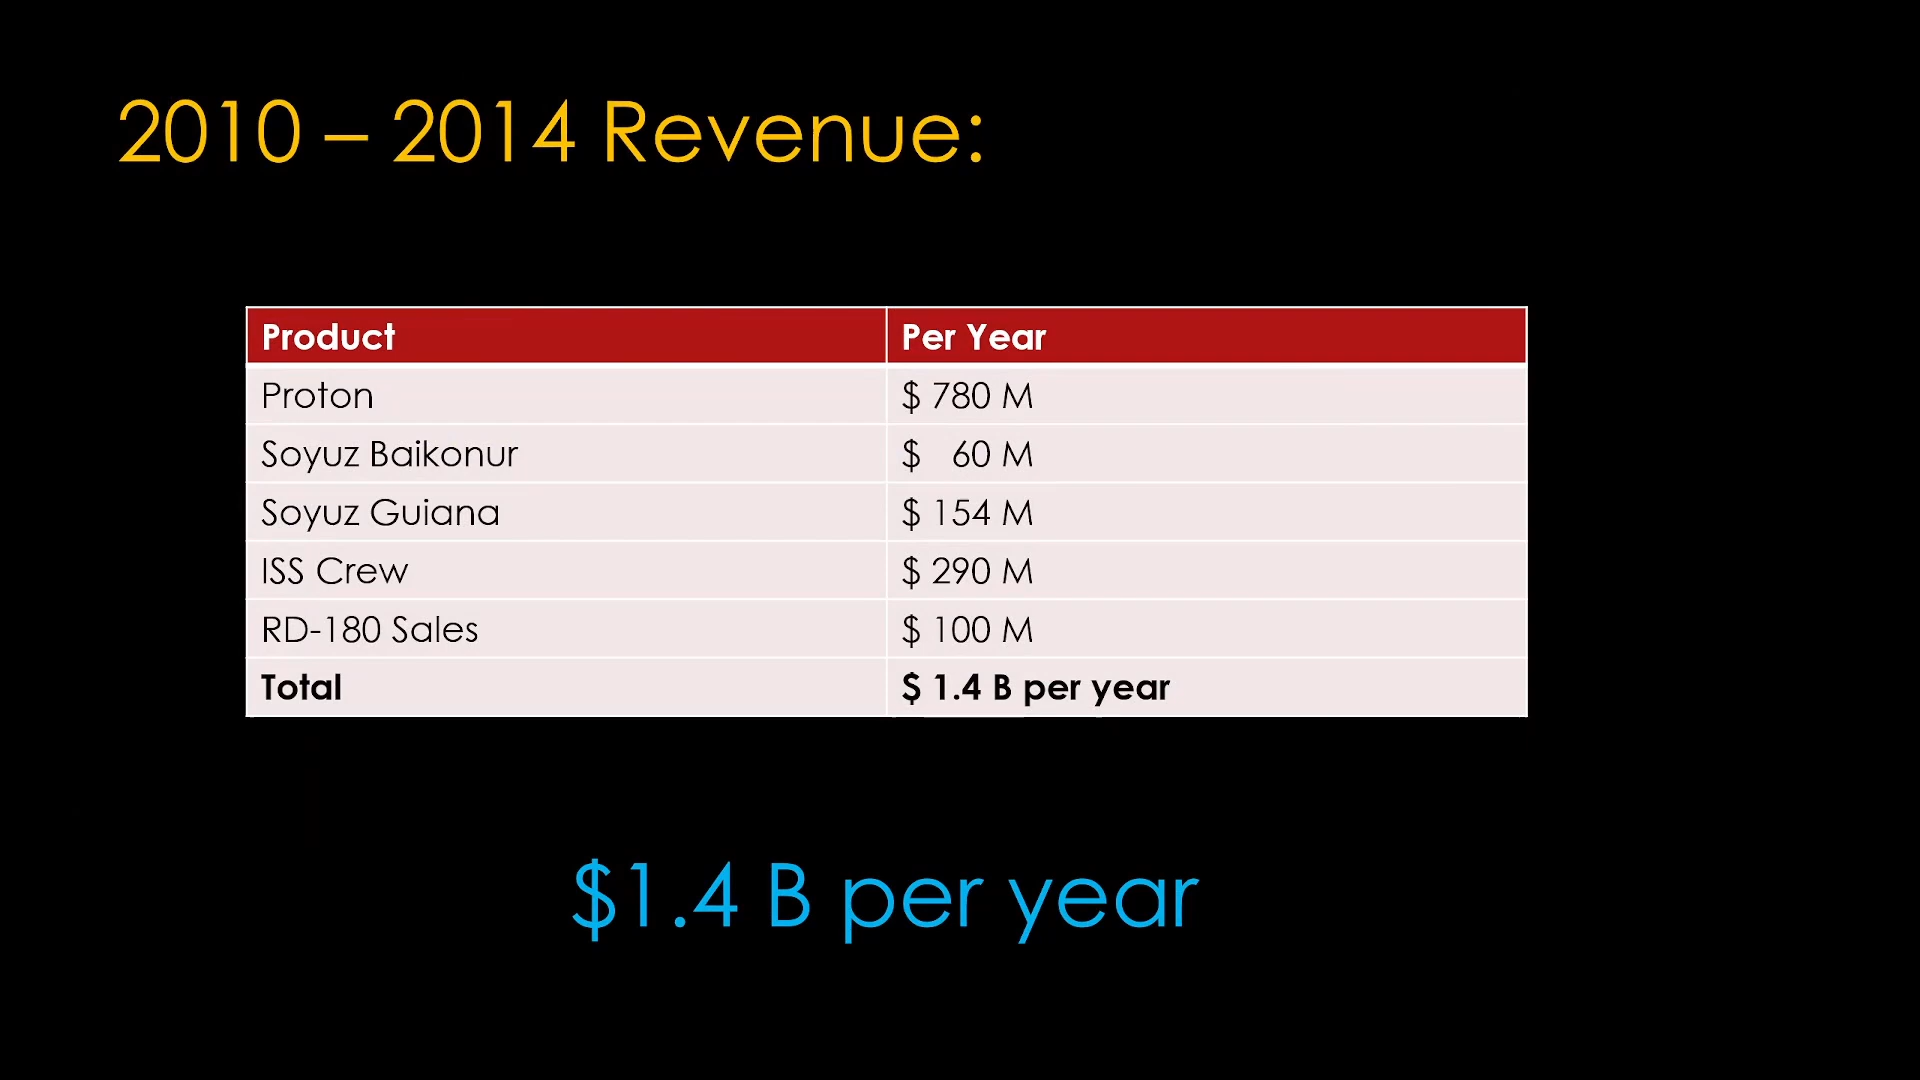 2010 – 2014 Revenue:
Product Per Year
Proton $ 780 M
Soyuz Baikonur $ 60 M
Soyuz Guiana $ 154 M
ISS Crew $ 290 M
RD-180 Sales $ 100 M
Total $ 1.4 B per year
$1.4 B per year